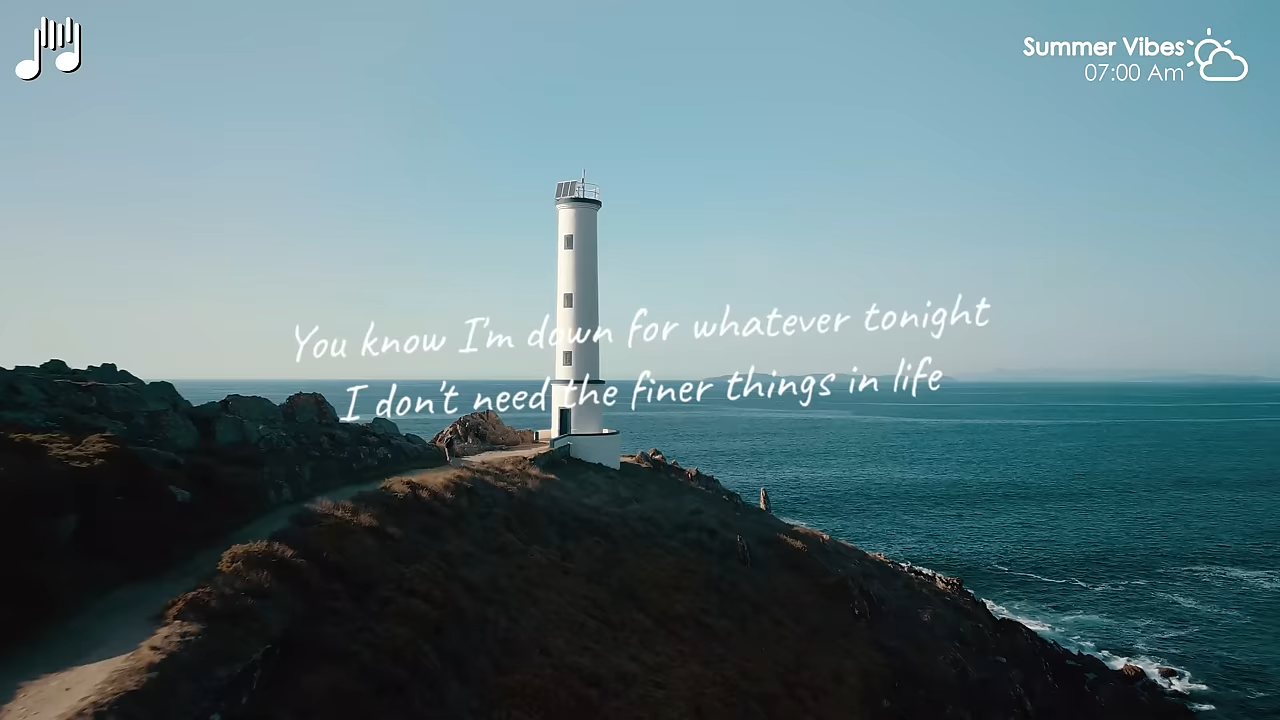 Summer Vibes
07:00 Am
You know I'm down for whatever tonight
I don't need the finer things in life